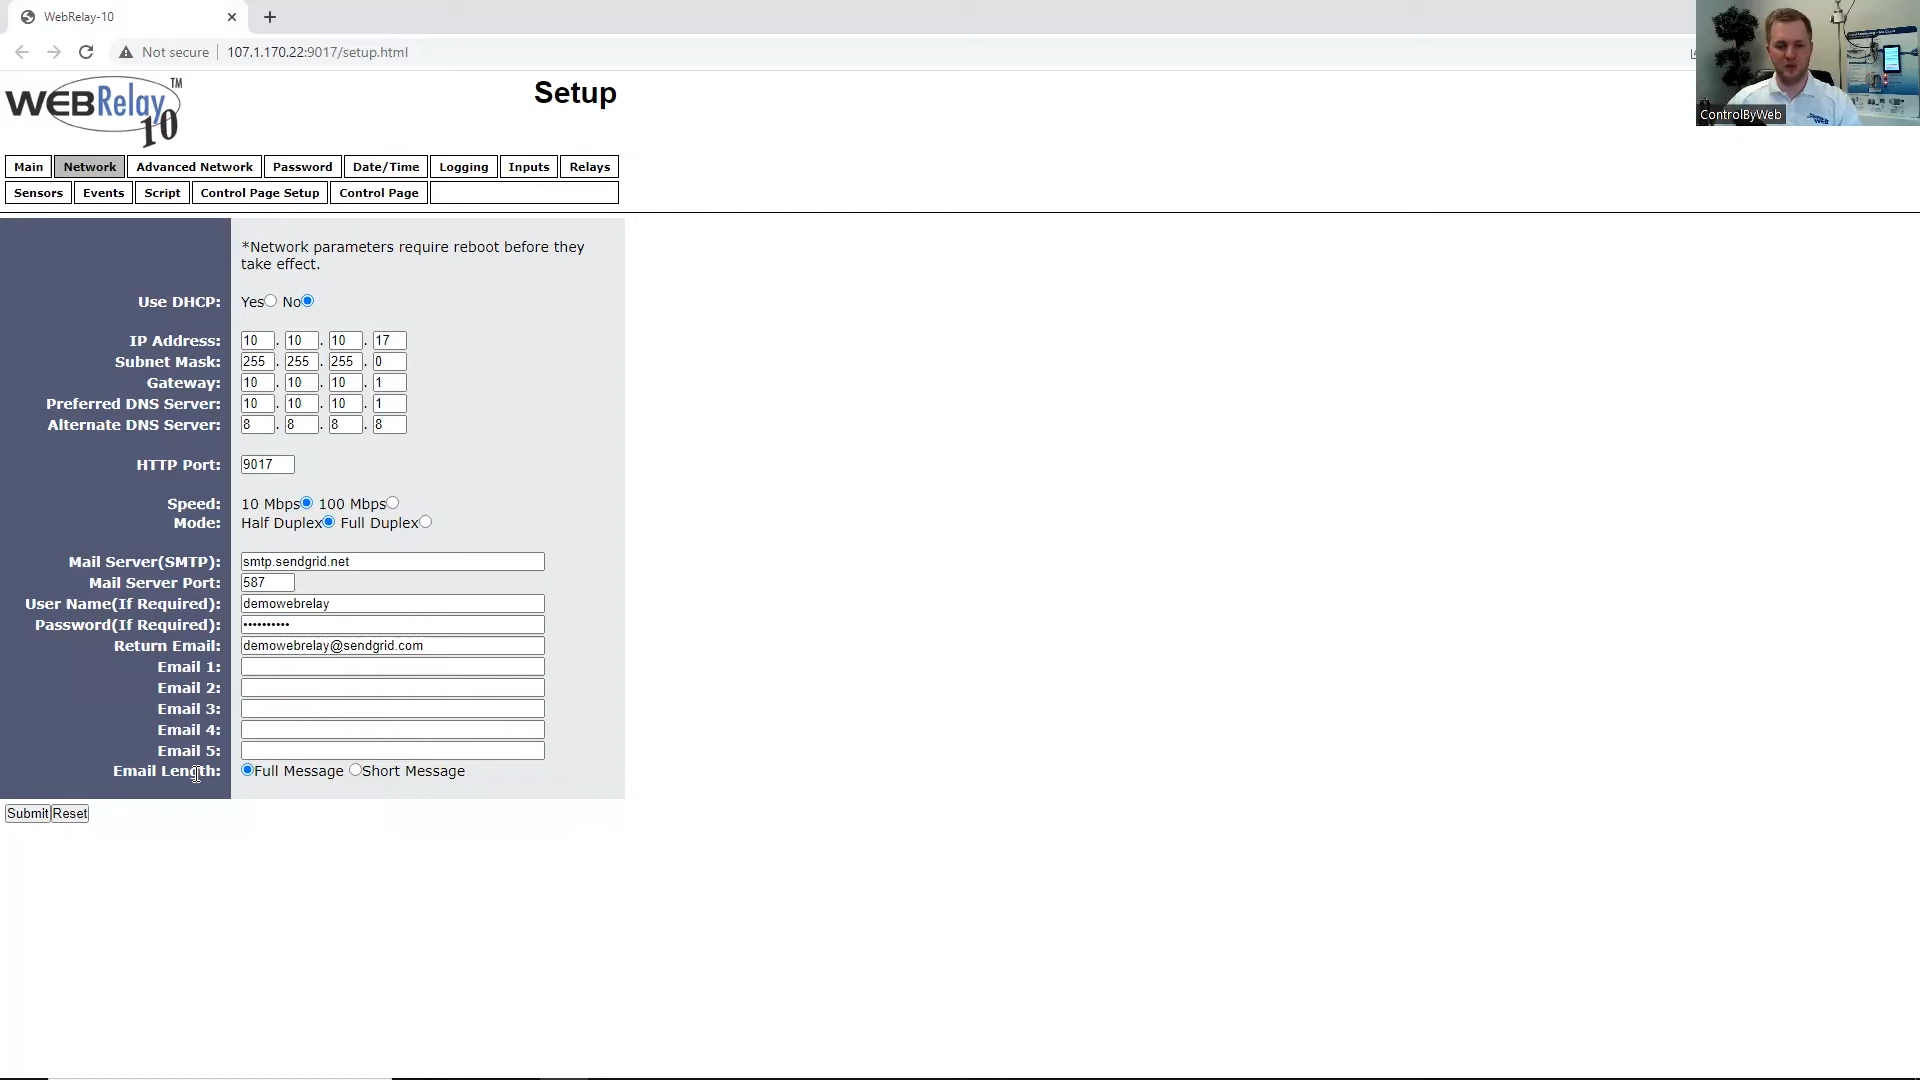 WebRelay-10
Not secure 107.1.170.22:9017/setup.html
WEBRelay TM
10
Setup
ControlByWeb
Main Network Advanced Network Password Date/Time Logging Inputs Relays
Sensors Events Script Control Page Setup Control Page
*Network parameters require reboot before they
take effect.
Use DHCP: Yes No
IP Address: 10 . 10 . 10 . 17
Subnet Mask: 255 . 255 . 255 . 0
Gateway: 10 . 10 . 10 . 1
Preferred DNS Server: 10 . 10 . 10 . 1
Alternate DNS Server: 8 . 8 . 8 . 8
HTTP Port: 9017
Speed: 10 Mbps 100 Mbps
Mode: Half Duplex Full Duplex
Mail Server(SMTP): smtp.sendgrid.net
Mail Server Port: 587
User Name(If Required): demowebrelay
Password(If Required): ••••••••••
Return Email: demowebrelay@sendgrid.com
Email 1:
Email 2:
Email 3:
Email 4:
Email 5:
Email Length: Full Message Short Message
Submit Reset